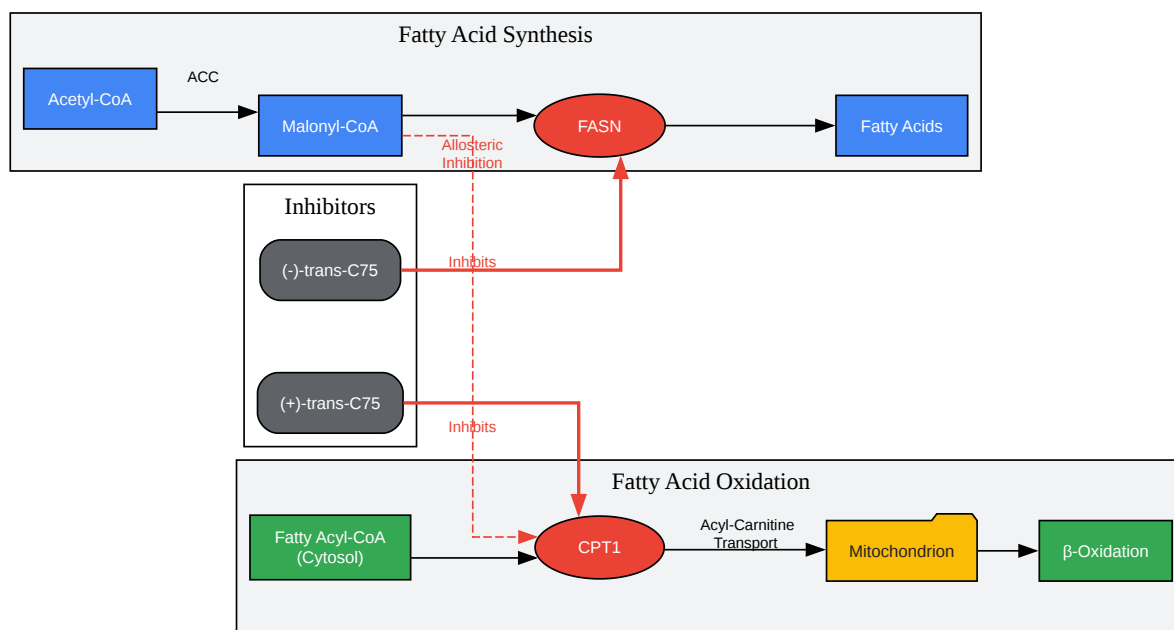 Fatty Acid Synthesis
ACC
Acetyl-CoA
Malonyl-CoA
FASN
Fatty Acids
Allosteric
Inhibition
Inhibitors
(-)-trans-C75
Inhibits
(+)-trans-C75
Inhibits
Fatty Acid Oxidation
Fatty Acyl-CoA
(Cytosol)
CPT1
Acyl-Carnitine
Transport
Mitochondrion
β-Oxidation